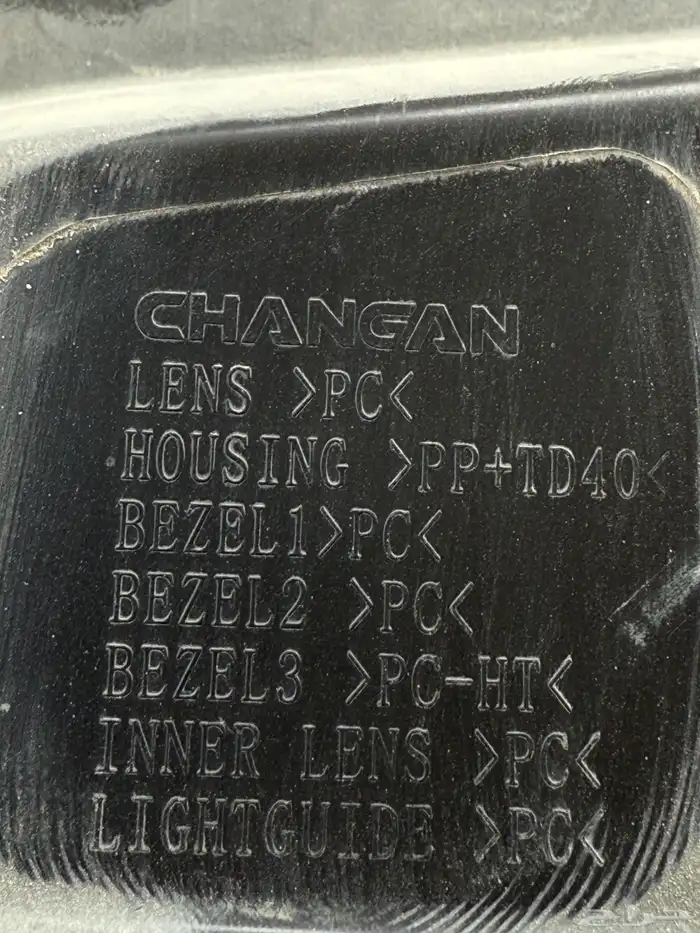 CHANGAN
LENS >PC<
HOUSING >PP+TD40<
BEZEL1>PC<
BEZEL2 >PC<
BEZEL3 >PC-HT<
INNER LENS >PC<
LIGHTGUIDE >PC<